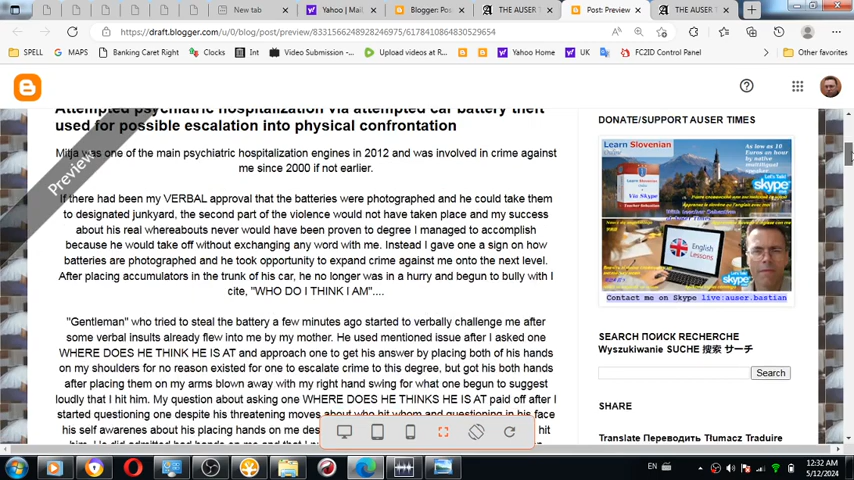 New tab
Yahoo | Mai
Blogger: Pos
THE AUSER
Post: Preview
THE AUSER
https://draft.blogger.com/u/0/blog/post/preview/8331566248928246975/6178410864830529654
SPELL
MAPS
Banking Caret Right
Clocks
Int
Video Submission -...
Upload videos at R...
Yahoo Home
UK
FC2ID Control Panel
Other favorites
Preview
Attempted psychiatric hospitalization via attempted car battery theft
used for possible escalation into physical confrontation
Mitja was one of the main psychiatric hospitalization engines in 2012 and was involved in crime against
me since 2000 if not earlier.
If there had been my VERBAL approval that the batteries were photographed and he could take them
to designated junkyard, the second part of the violence would not have taken place and my success
about his real whereabouts never would have been proven to degree I managed to accomplish
because he would take off without exchanging any word with me. Instead I gave one a sign on how
batteries are photographed and he took opportunity to expand crime against me onto the next level.
After placing accumulators in the trunk of his car, he no longer was in a hurry and begun to bully with I
cite, "WHO DO I THINK I AM"....
"Gentleman" who tried to steal the battery a few minutes ago started to verbally challenge me after
some verbal insults already flew into me by my mother. He used mentioned issue after I asked one
WHERE DOES HE THINK HE IS AT and approach one to get his answer by placing both of his hands
on my shoulders for no reason existed for one to escalate crime to this degree, but got his both hands
after placing them on my arms blown away with my right hand swing for what one begun to suggest
loudly that I hit him. My question about asking one WHERE DOES HE THINKS HE IS AT paid off after I
started questioning one despite his threatening moves about who hit whom and questioning in his face
his self awarenes about his placing hands on me des
hit
him. He did admitted had hands on me and that I
DONATE/SUPPORT AUSER TIMES
Learn Slovenian
Online
As low as 10
Euros an hour
by native
multilingual
speaker
Let's Talk!
skype
Learn Slovenian
Via Skype
English
Lessons
skype
Contact me on Skype live:auser.bastian
SEARCH ПОИСК RECHERCHE
Wyszukiwanie SUCHE 搜索 サーチ
Search
SHARE
Translate Переводить Tłumacz Traduire
EN
12:32 AM
5/12/2024